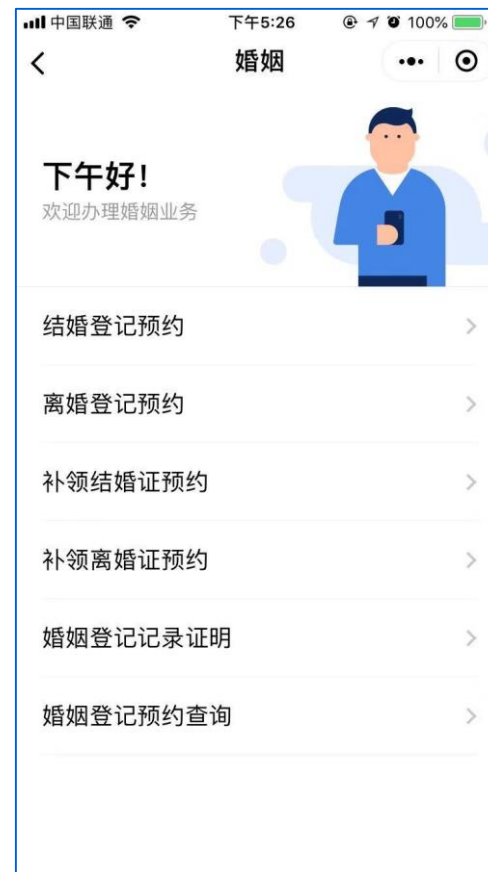 中国联通 下午5:26 100%
婚姻
下午好!
欢迎办理婚姻业务
结婚登记预约
离婚登记预约
补领结婚证预约
补领离婚证预约
婚姻登记记录证明
婚姻登记预约查询